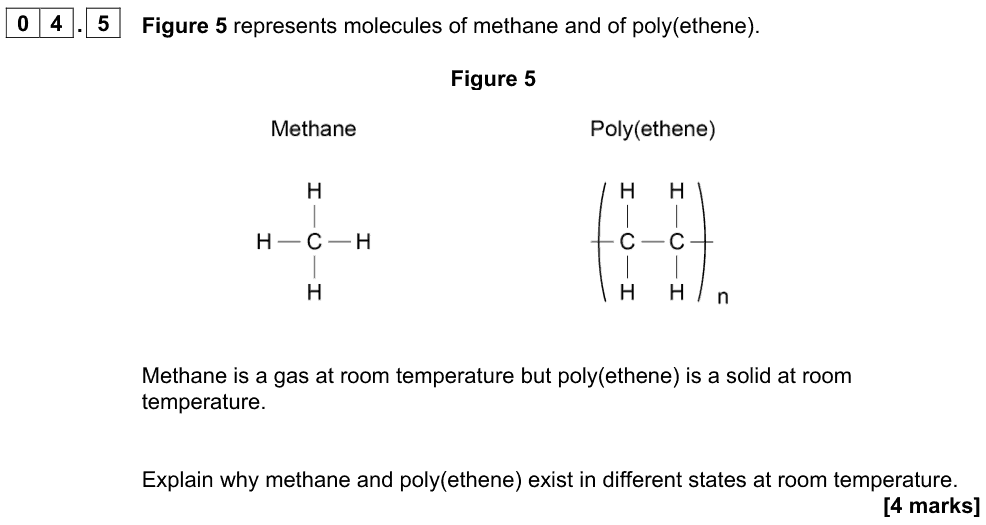 0 4 . 5 Figure 5 represents molecules of methane and of poly(ethene).
Figure 5
Methane Poly(ethene)
H H H
H — C — H C — C
H H H n
Methane is a gas at room temperature but poly(ethene) is a solid at room
temperature.
Explain why methane and poly(ethene) exist in different states at room temperature.
[4 marks]